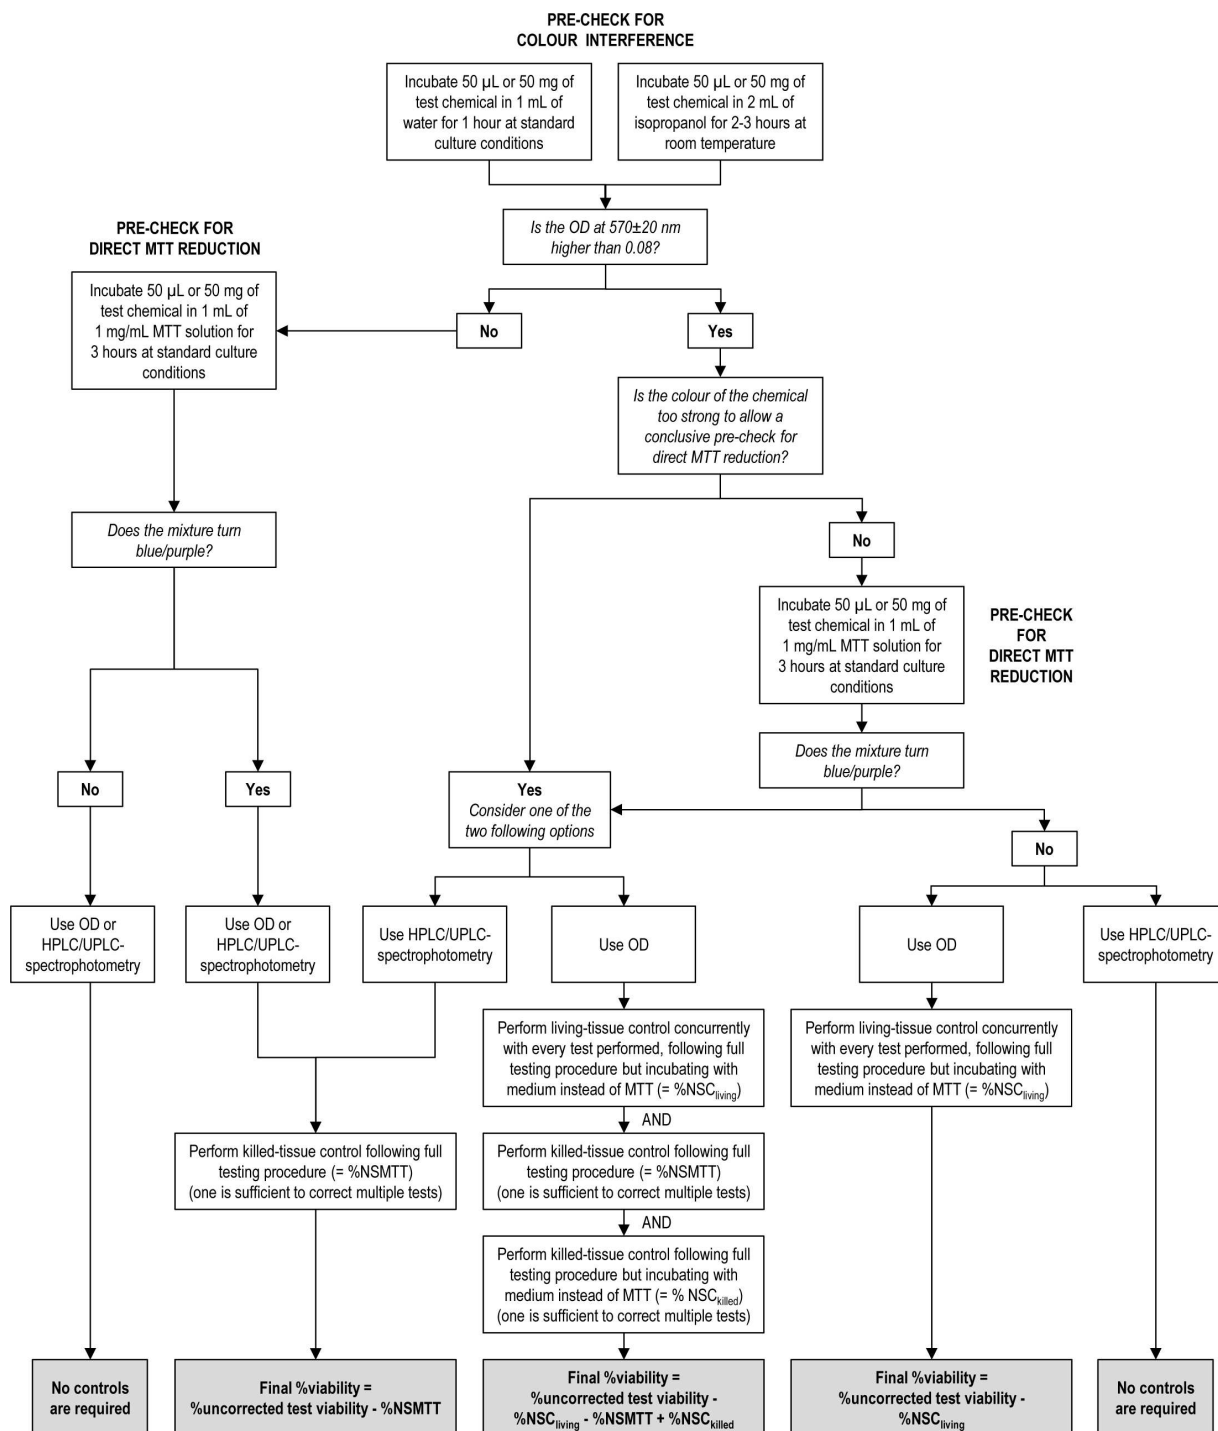 PRE-CHECK FOR
COLOUR INTERFERENCE
Incubate 50 µL or 50 mg of
test chemical in 1 mL of
water for 1 hour at standard
culture conditions
Incubate 50 µL or 50 mg of
test chemical in 2 mL of
isopropanol for 2-3 hours at
room temperature
Is the OD at 570±20 nm
higher than 0.08?
PRE-CHECK FOR
DIRECT MTT REDUCTION
Incubate 50 µL or 50 mg of
test chemical in 1 mL of
1 mg/mL MTT solution for
3 hours at standard culture
conditions
No
Yes
Is the colour of the chemical
too strong to allow a
conclusive pre-check for
direct MTT reduction?
Does the mixture turn
blue/purple?
No
Incubate 50 µL or 50 mg of
test chemical in 1 mL of
1 mg/mL MTT solution for
3 hours at standard culture
conditions
PRE-CHECK
FOR
DIRECT MTT
REDUCTION
Does the mixture turn
blue/purple?
No
Yes
Yes
Consider one of the
two following options
No
Use OD or
HPLC/UPLC-
spectrophotometry
Use OD or
HPLC/UPLC-
spectrophotometry
Use HPLC/UPLC-
spectrophotometry
Use OD
Use OD
Use HPLC/UPLC-
spectrophotometry
Perform living-tissue control concurrently
with every test performed, following full
testing procedure but incubating with
medium instead of MTT (= %NSCliving)
Perform living-tissue control concurrently
with every test performed, following full
testing procedure but incubating with
medium instead of MTT (= %NSCliving)
AND
Perform killed-tissue control following full
testing procedure (= %NSMTT)
(one is sufficient to correct multiple tests)
Perform killed-tissue control following full
testing procedure (= %NSMTT)
(one is sufficient to correct multiple tests)
AND
Perform killed-tissue control following full
testing procedure but incubating with
medium instead of MTT (= % NSCkilled)
(one is sufficient to correct multiple tests)
No controls
are required
Final %viability =
%uncorrected test viability - %NSMTT
Final %viability =
%uncorrected test viability -
%NSCliving - %NSMTT + %NSCkilled
Final %viability =
%uncorrected test viability -
%NSCliving
No controls
are required